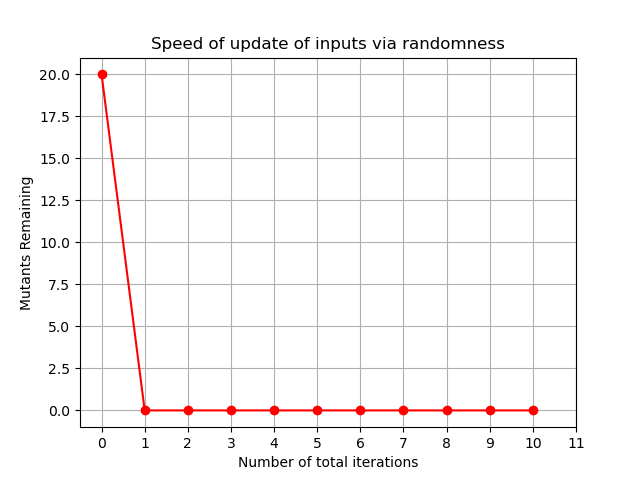 Speed of update of inputs via randomness
20.0
17.5
15.0
12.5
10.0
7.5
5.0
2.5
0.0
Mutants Remaining
0 1 2 3 4 5 6 7 8 9 10 11
Number of total iterations